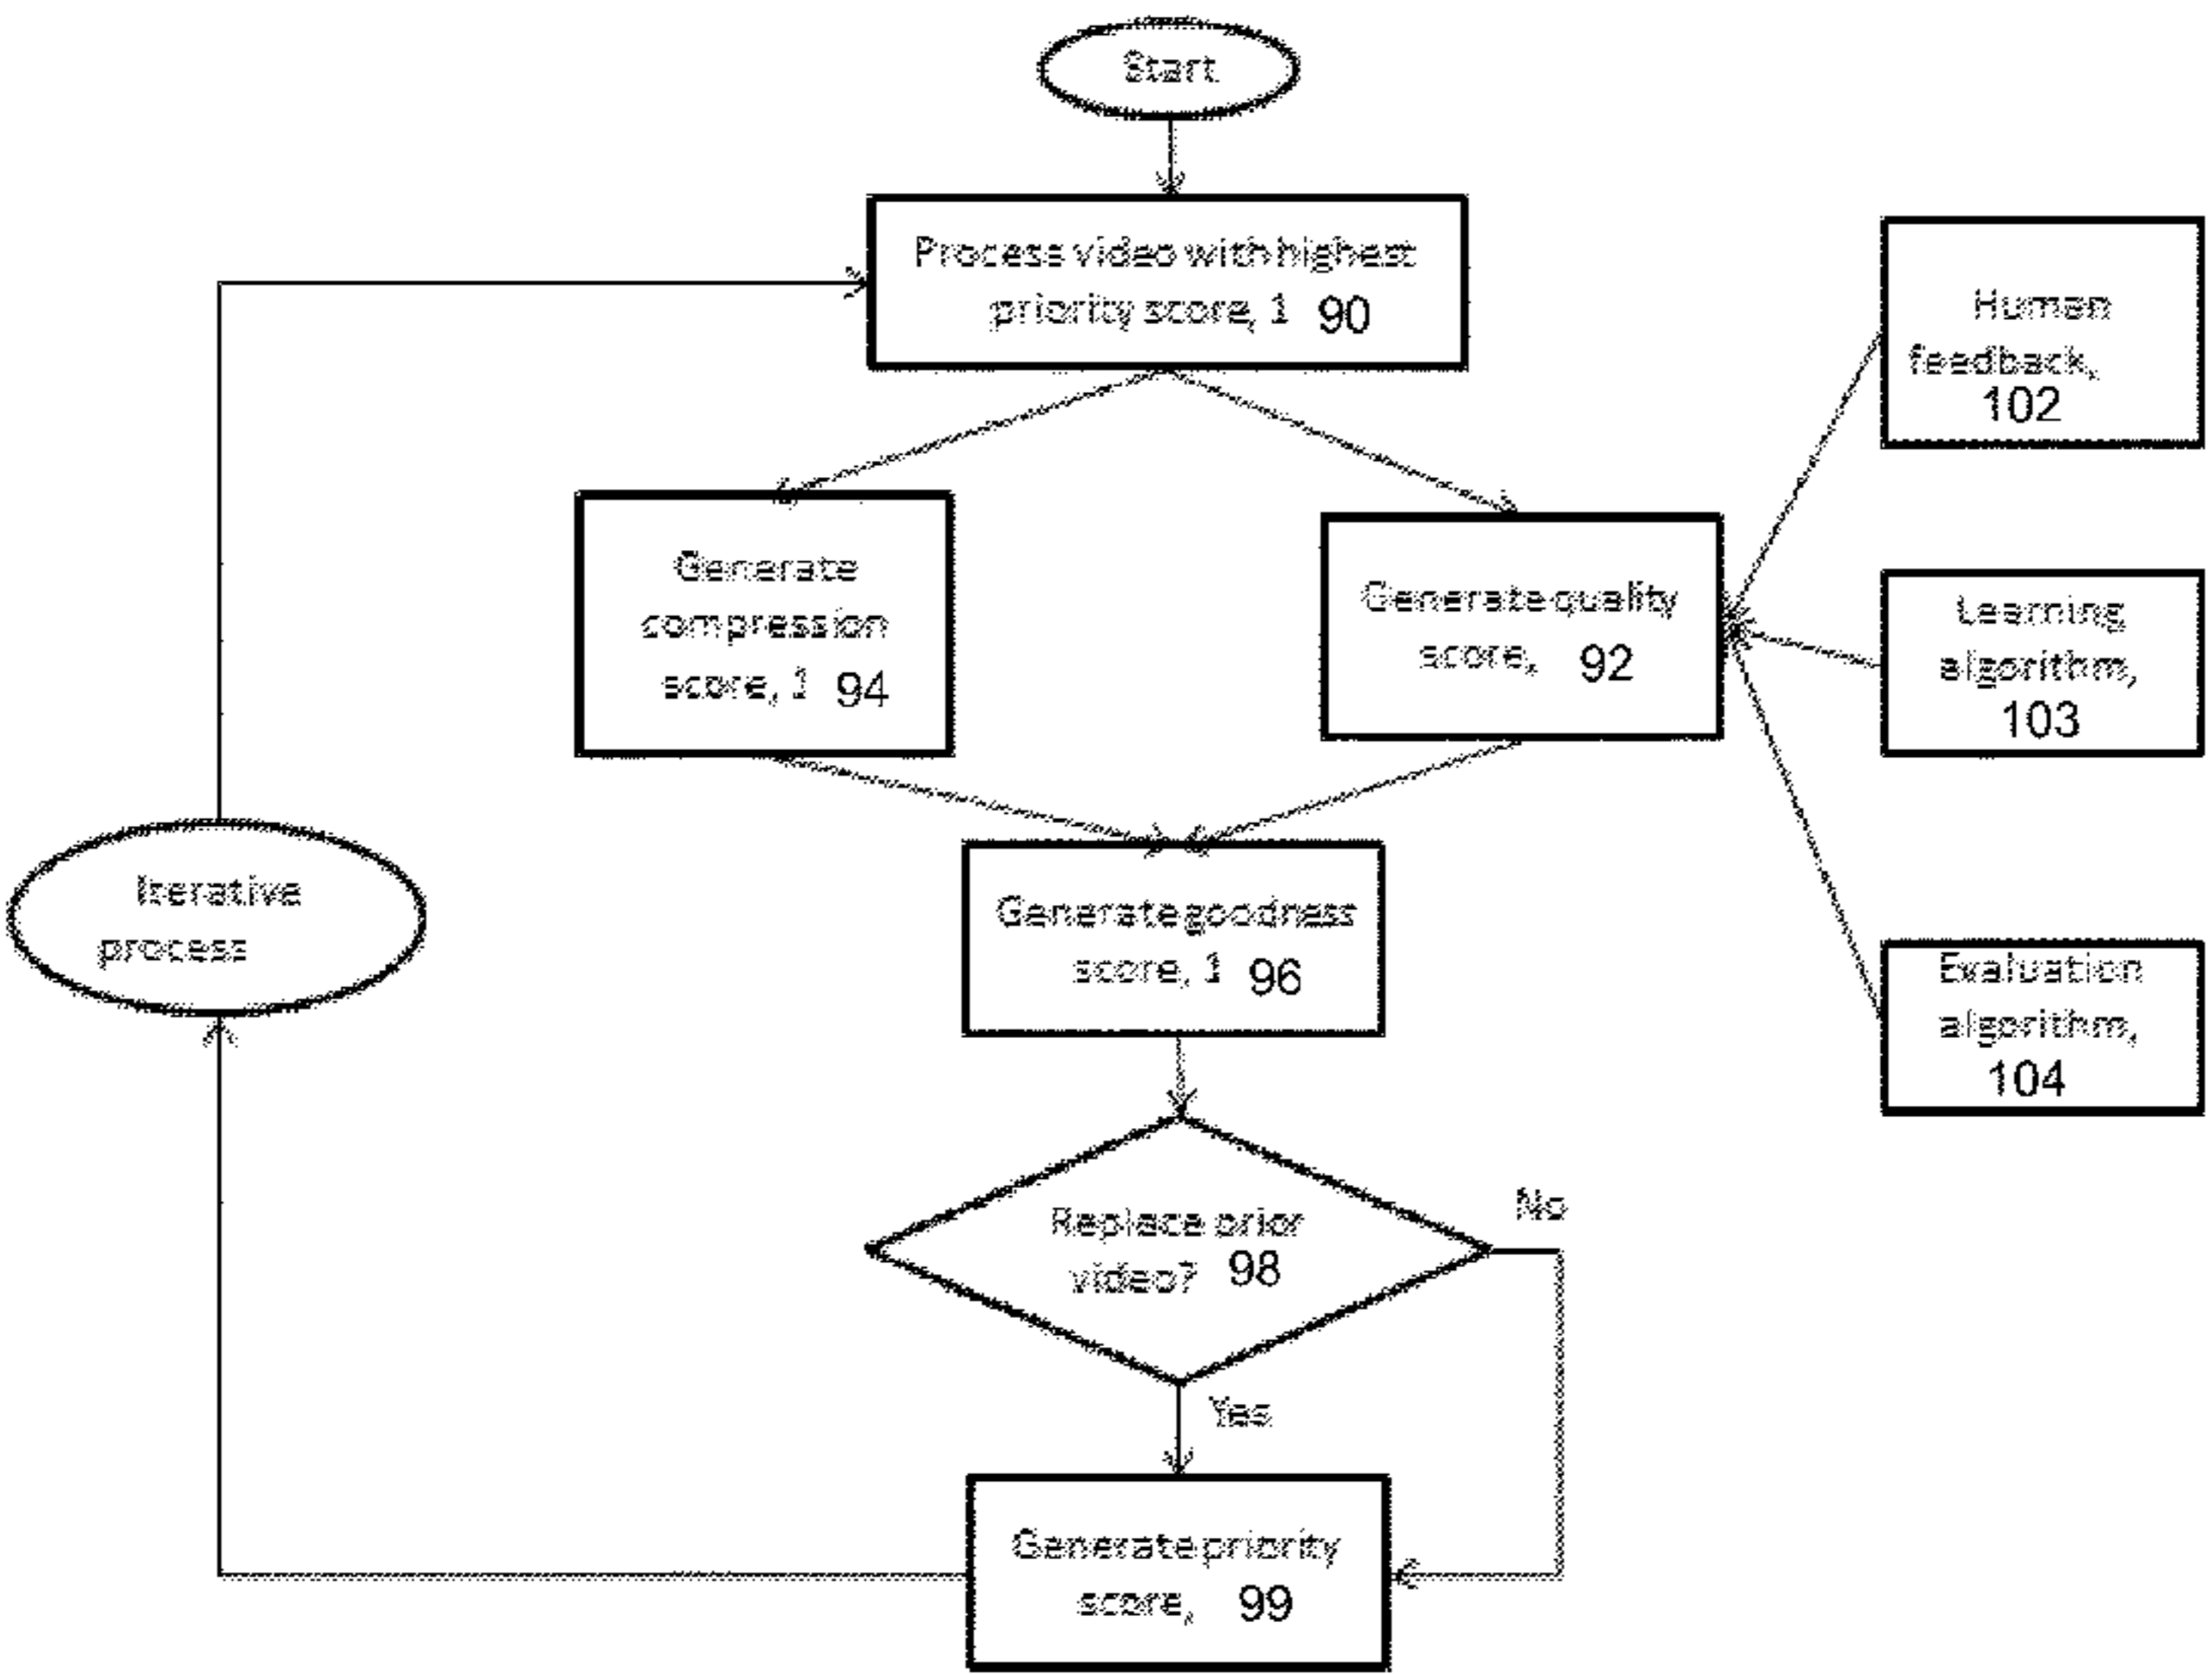 Start
Process video with highest
priority score, 1 90
Human
feedback,
102
Generate
compression
score, 1 94
Generate quality
score, 92
Learning
algorithm,
103
Iterative
process
Generate goodness
score, 1 96
Evaluation
algorithm,
104
Replace prior
video? 98
No
Yes
Generate priority
score, 99